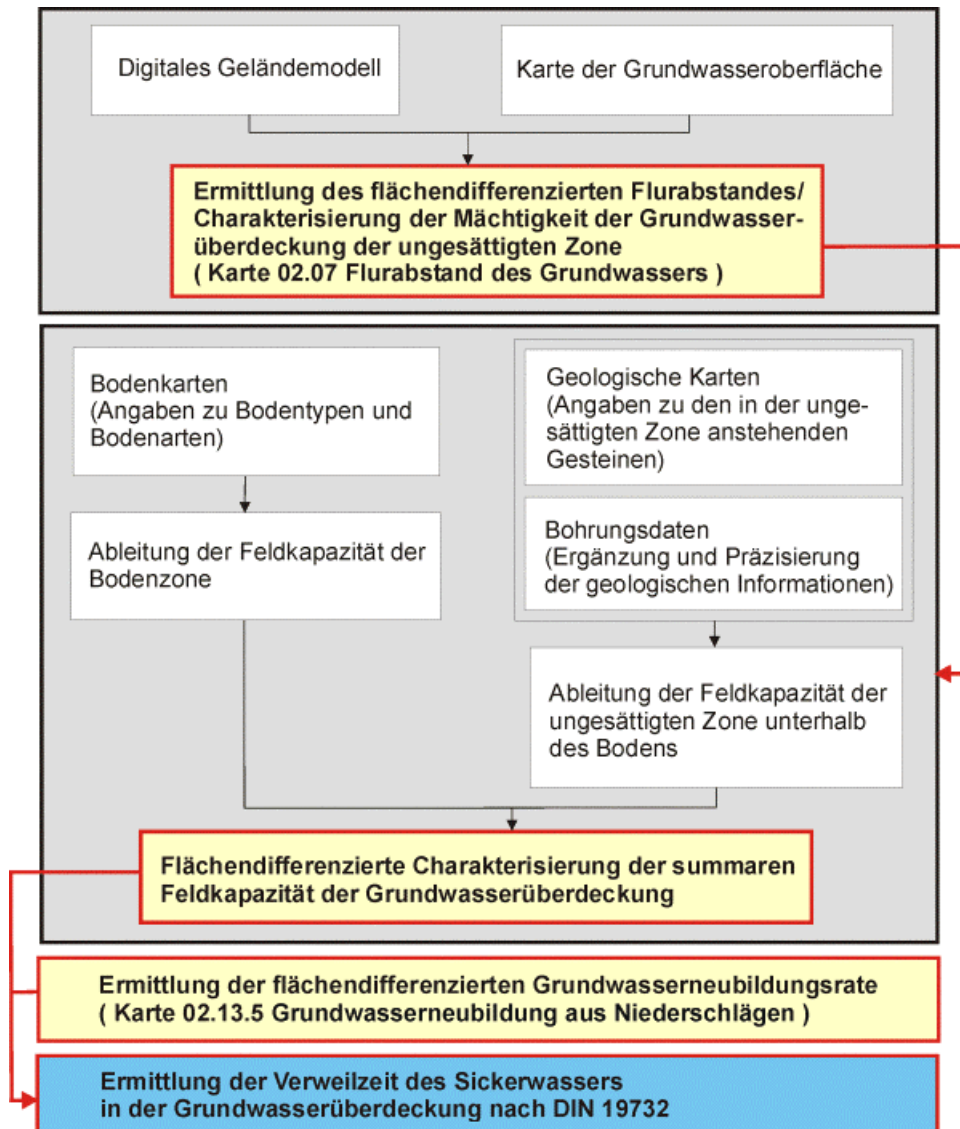 Digitales Geländemodell
Karte der Grundwasseroberfläche
Ermittlung des flächendifferenzierten Flurabstandes/
Charakterisierung der Mächtigkeit der Grundwasser-
überdeckung der ungesättigten Zone
( Karte 02.07 Flurabstand des Grundwassers )
Bodenkarten
(Angaben zu Bodentypen und
Bodenarten)
Geologische Karten
(Angaben zu den in der unge-
sättigten Zone anstehenden
Gesteinen)
Ableitung der Feldkapazität der
Bodenzone
Bohrungsdaten
(Ergänzung und Präzisierung
der geologischen Informationen)
Ableitung der Feldkapazität der
ungesättigten Zone unterhalb
des Bodens
Flächendifferenzierte Charakterisierung der summaren
Feldkapazität der Grundwasserüberdeckung
Ermittlung der flächendifferenzierten Grundwasserneubildungsrate
( Karte 02.13.5 Grundwasserneubildung aus Niederschlägen )
Ermittlung der Verweilzeit des Sickerwassers
in der Grundwasserüberdeckung nach DIN 19732